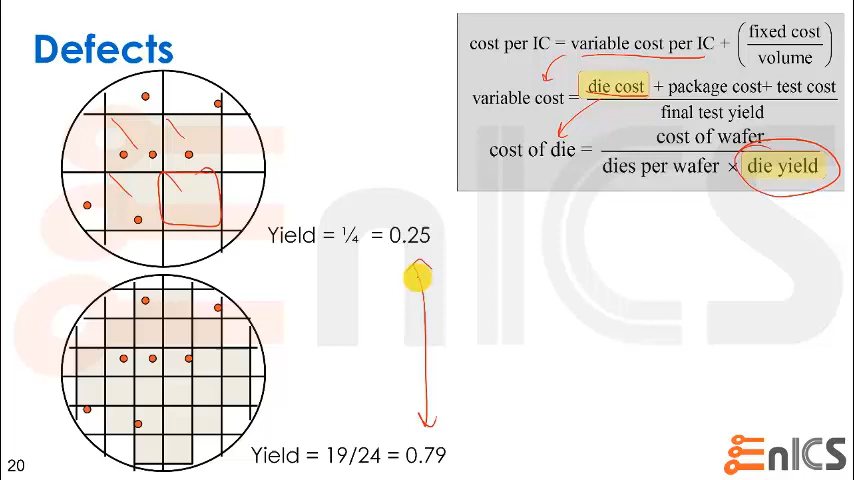 Defects
cost per IC = variable cost per IC + (fixed cost / volume)
variable cost = die cost + package cost+ test cost / final test yield
cost of die = cost of wafer / dies per wafer × die yield
Yield = ¼ = 0.25
Yield = 19/24 = 0.79
20
EnICS